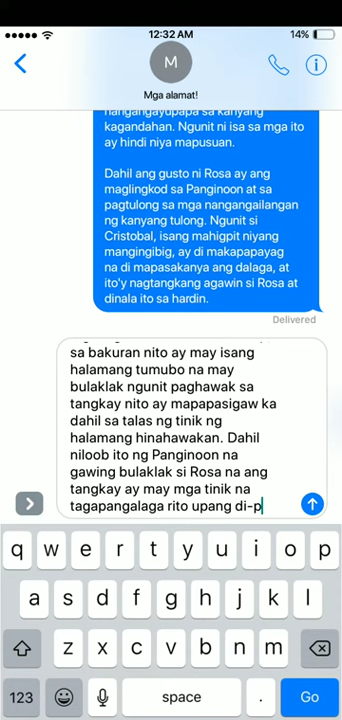 12:32 AM
14%
M
Mga alamat!
nangangayupapa sa kanyang
kagandahan. Ngunit ni isa sa mga ito
ay hindi niya mapusuan.
Dahil ang gusto ni Rosa ay ang
maglingkod sa Panginoon at sa
pagtulong sa mga nangangailangan
ng kanyang tulong. Ngunit si
Cristobal, isang mahigpit niyang
mangingibig, ay di makapapayag
na di mapasakanya ang dalaga, at
ito'y nagtangkang agawin si Rosa at
dinala ito sa hardin.
Delivered
sa bakuran nito ay may isang
halamang tumubo na may
bulaklak ngunit paghawak sa
tangkay nito ay mapapasigaw ka
dahil sa talas ng tinik ng
halamang hinahawakan. Dahil
niloob ito ng Panginoon na
gawing bulaklak si Rosa na ang
tangkay ay may mga tinik na
tagapangalaga rito upang di-p
q w e r t y u i o p
a s d f g h j k l
z x c v b n m
123 space . Go